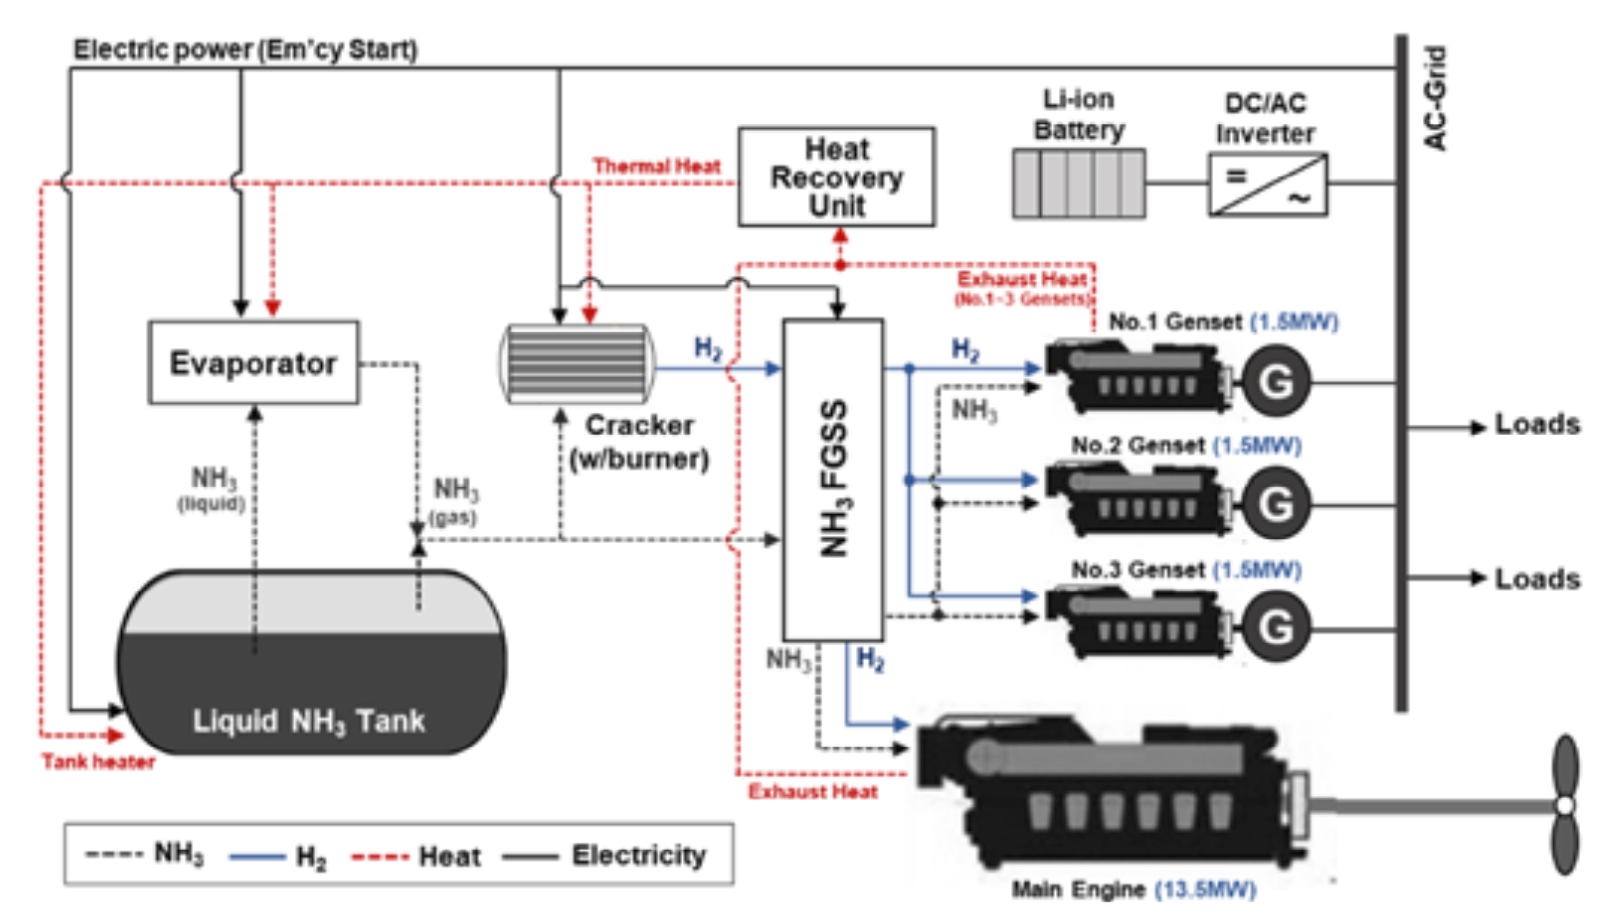 Electric power (Em'cy Start)
AC-Grid
Li-ion
Battery
DC/AC
Inverter
=
~
Heat
Recovery
Unit
Thermal Heat
Exhaust Heat
(No.1~3 Gensets)
No.1 Genset (1.5MW)
G
Evaporator
H₂
H₂
NH₃
Cracker
(w/burner)
NH₃ FGSS
No.2 Genset (1.5MW)
G
Loads
NH₃
(liquid)
NH₃
(gas)
No.3 Genset (1.5MW)
G
Loads
NH₃
H₂
Liquid NH₃ Tank
Tank heater
Exhaust Heat
Main Engine (13.5MW)
NH₃ H₂ Heat Electricity